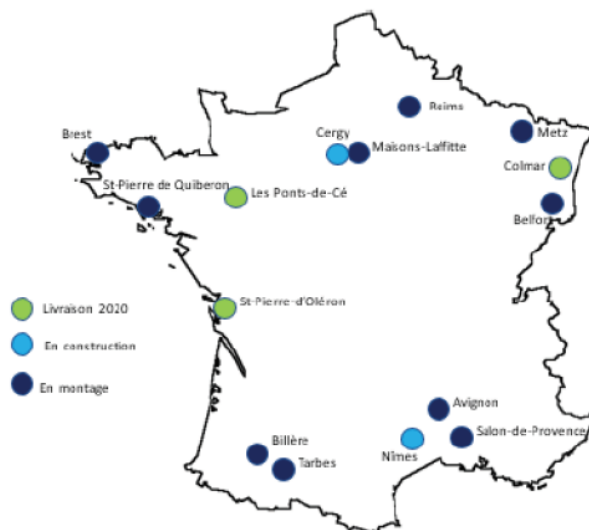 Reims
Brest
Cergy
Metz
Maisons-Laffitte
Colmar
St-Pierre de Quiberon
Les Ponts-de-Cé
Belfort
St-Pierre-d'Oléron
Livraison 2020
En construction
En montage
Avignon
Billère
Salon-de-Provence
Nîmes
Tarbes